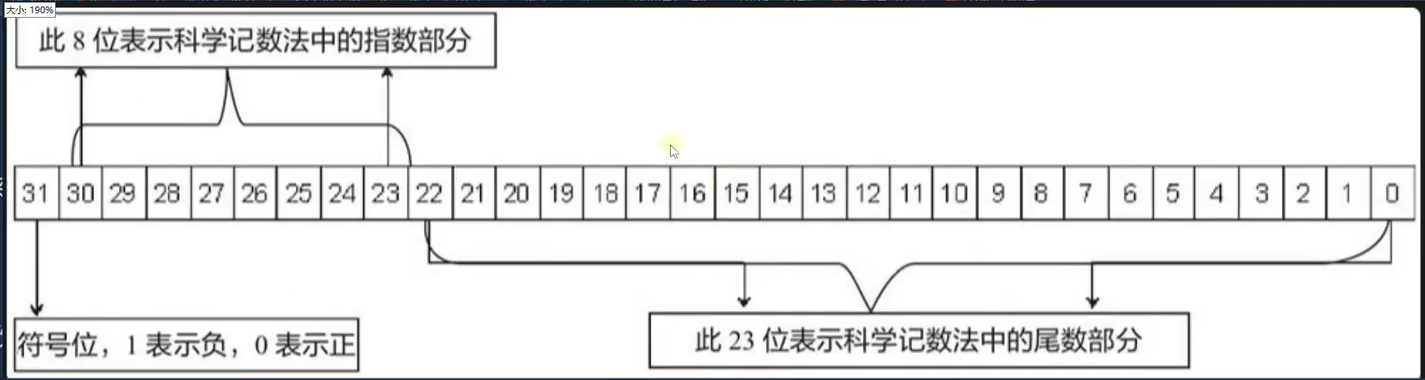 大小: 190%
此 8 位表示科学记数法中的指数部分
31 30 29 28 27 26 25 24 23 22 21 20 19 18 17 16 15 14 13 12 11 10 9 8 7 6 5 4 3 2 1 0
符号位，1 表示负，0 表示正
此 23 位表示科学记数法中的尾数部分